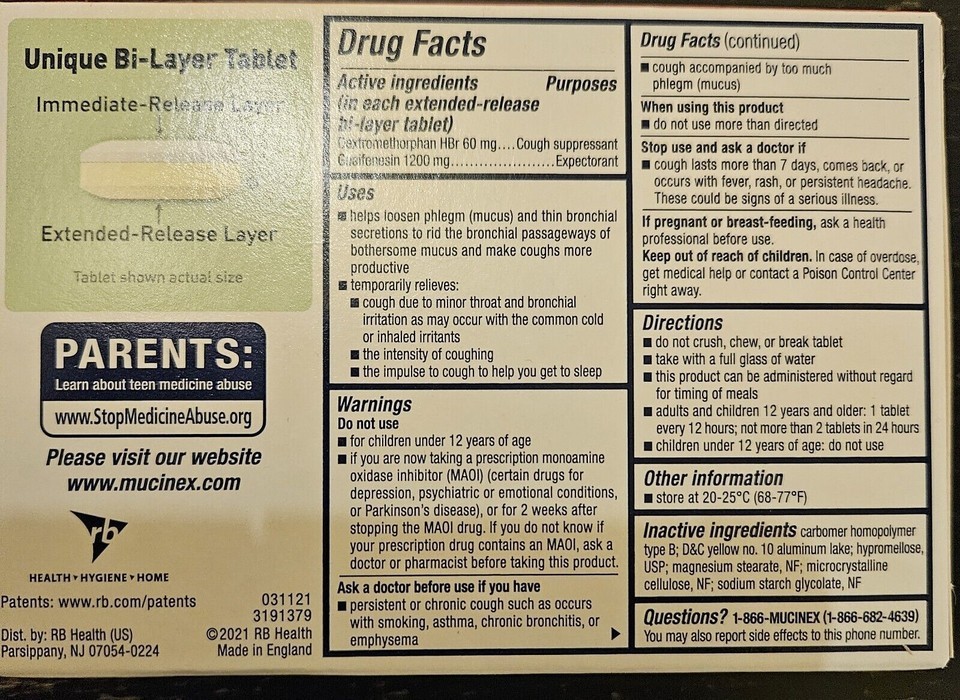 Unique Bi-Layer Tablet
Immediate-Release Layer
Extended-Release Layer
Tablet shown actual size
PARENTS:
Learn about teen medicine abuse
www.StopMedicineAbuse.org
Please visit our website
www.mucinex.com
rb
HEALTH▼HYGIENE▼HOME
Patents: www.rb.com/patents
031121
3191379
Dist. by: RB Health (US)
Parsippany, NJ 07054-0224
©2021 RB Health
Made in England
Drug Facts
Active ingredients Purposes
(in each extended-release
bi-layer tablet)
Dextromethorphan HBr 60 mg....Cough suppressant
Guaifenesin 1200 mg......................Expectorant
Uses
■ helps loosen phlegm (mucus) and thin bronchial
secretions to rid the bronchial passageways of
bothersome mucus and make coughs more
productive
■ temporarily relieves:
■ cough due to minor throat and bronchial
irritation as may occur with the common cold
or inhaled irritants
■ the intensity of coughing
■ the impulse to cough to help you get to sleep
Warnings
Do not use
■ for children under 12 years of age
■ if you are now taking a prescription monoamine
oxidase inhibitor (MAOI) (certain drugs for
depression, psychiatric or emotional conditions,
or Parkinson's disease), or for 2 weeks after
stopping the MAOI drug. If you do not know if
your prescription drug contains an MAOI, ask a
doctor or pharmacist before taking this product.
Ask a doctor before use if you have
■ persistent or chronic cough such as occurs
with smoking, asthma, chronic bronchitis, or
emphysema
Drug Facts (continued)
■ cough accompanied by too much
phlegm (mucus)
When using this product
■ do not use more than directed
Stop use and ask a doctor if
■ cough lasts more than 7 days, comes back, or
occurs with fever, rash, or persistent headache.
These could be signs of a serious illness.
If pregnant or breast-feeding, ask a health
professional before use.
Keep out of reach of children. In case of overdose,
get medical help or contact a Poison Control Center
right away.
Directions
■ do not crush, chew, or break tablet
■ take with a full glass of water
■ this product can be administered without regard
for timing of meals
■ adults and children 12 years and older: 1 tablet
every 12 hours; not more than 2 tablets in 24 hours
■ children under 12 years of age: do not use
Other information
■ store at 20-25°C (68-77°F)
Inactive ingredients carbomer homopolymer
type B; D&C yellow no. 10 aluminum lake; hypromellose,
USP; magnesium stearate, NF; microcrystalline
cellulose, NF; sodium starch glycolate, NF
Questions? 1-866-MUCINEX (1-866-682-4639)
You may also report side effects to this phone number.